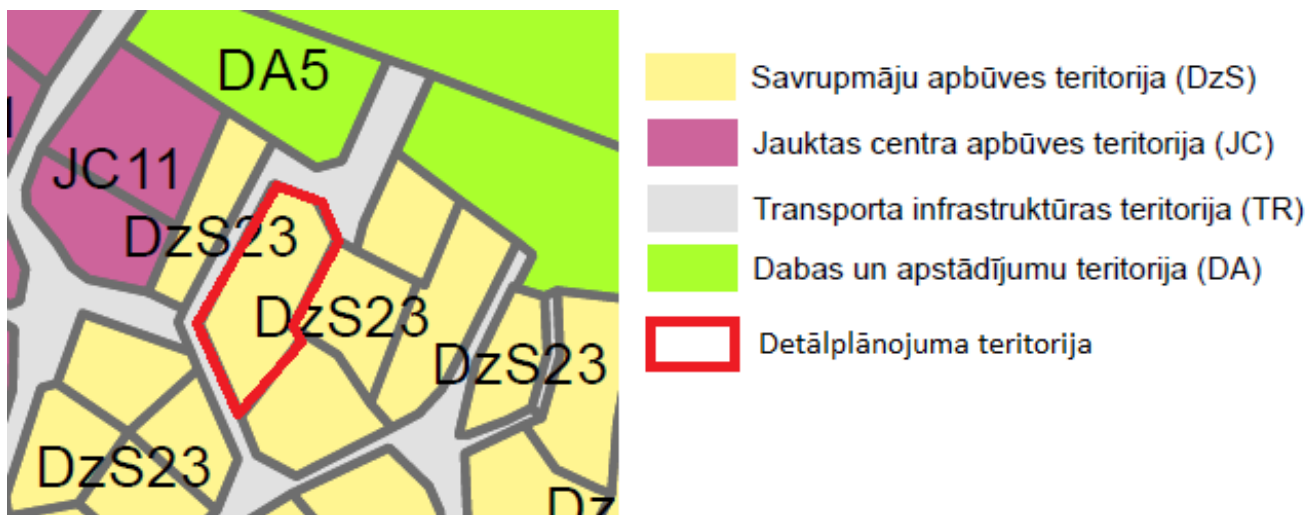 DA5
JC11
DzS23
DzS23
DzS23
DzS23
Dz
Savrupmāju apbūves teritorija (DzS)
Jauktas centra apbūves teritorija (JC)
Transporta infrastruktūras teritorija (TR)
Dabas un apstādījumu teritorija (DA)
Detālplānojuma teritorija